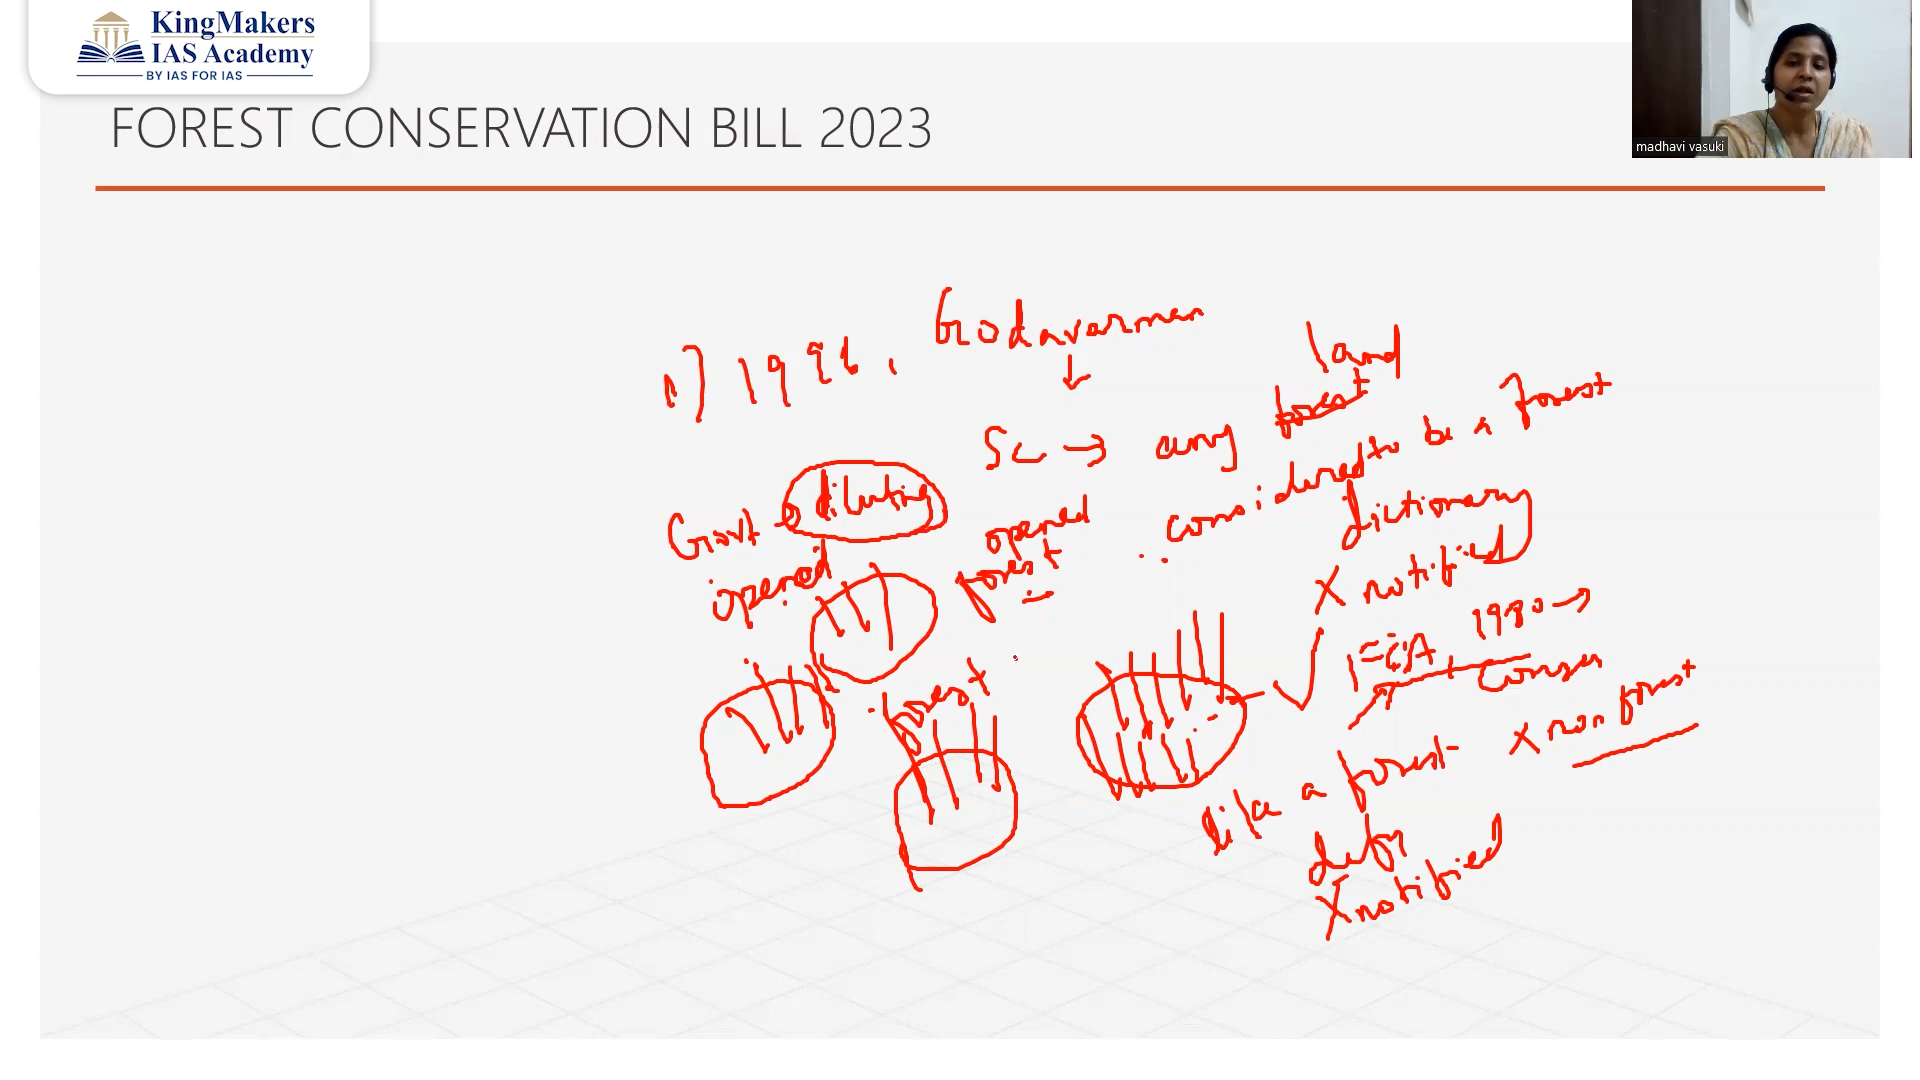 KingMakers
IAS Academy
BY IAS FOR IAS
FOREST CONSERVATION BILL 2023
madhavi vasuki
1) 1996, Godavarman
land
SC → any forest
considered to be a forest
dictionary
X notified
Govt → diluting
opened
opened
forest
FCA, 1980 →
Conser
X non forest
forest
like a forest
defn
X notified